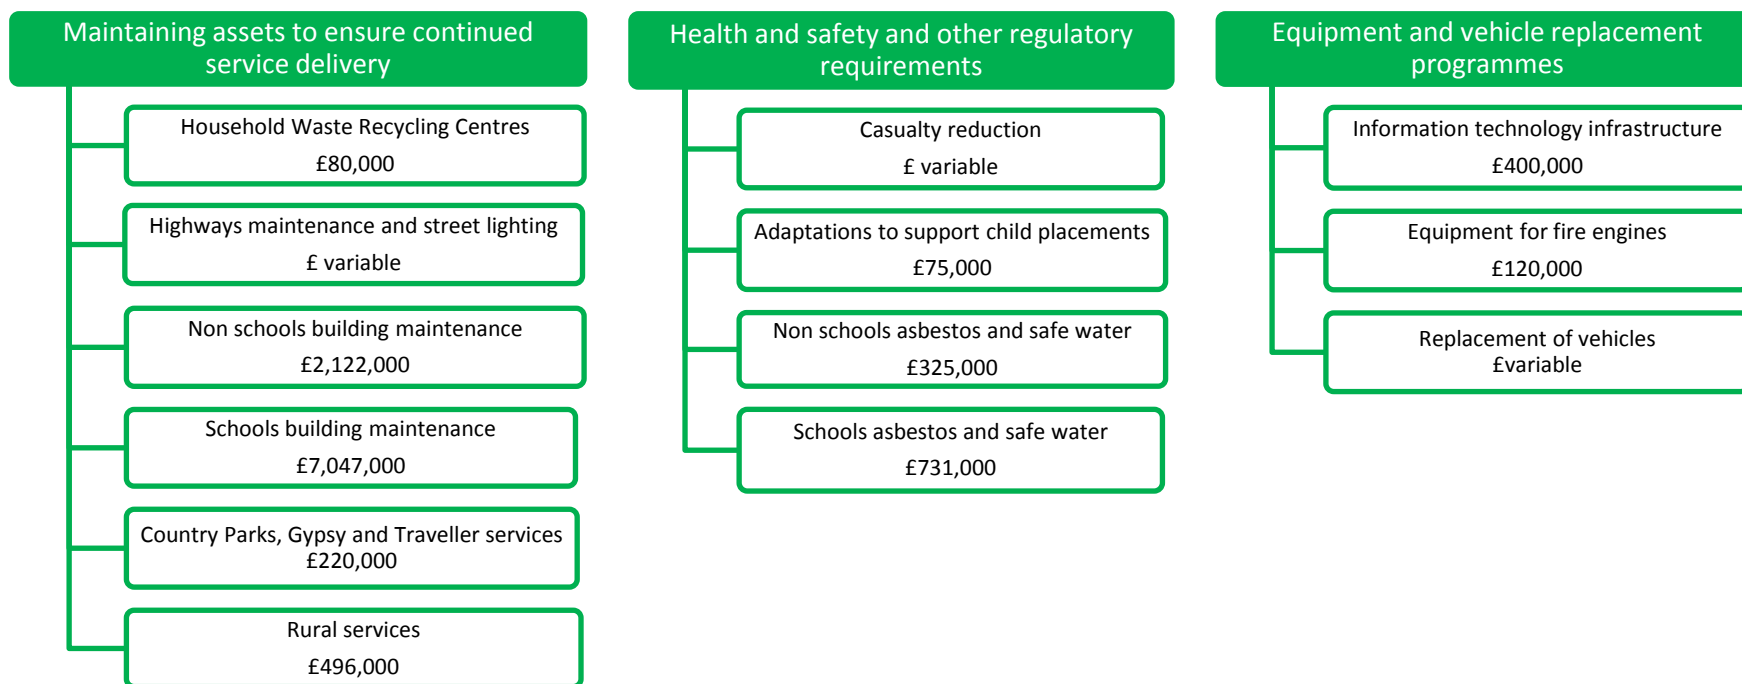 Maintaining assets to ensure continued
service delivery
Household Waste Recycling Centres
£80,000
Highways maintenance and street lighting
£ variable
Non schools building maintenance
£2,122,000
Schools building maintenance
£7,047,000
Country Parks, Gypsy and Traveller services
£220,000
Rural services
£496,000
Health and safety and other regulatory
requirements
Casualty reduction
£ variable
Adaptations to support child placements
£75,000
Non schools asbestos and safe water
£325,000
Schools asbestos and safe water
£731,000
Equipment and vehicle replacement
programmes
Information technology infrastructure
£400,000
Equipment for fire engines
£120,000
Replacement of vehicles
£variable